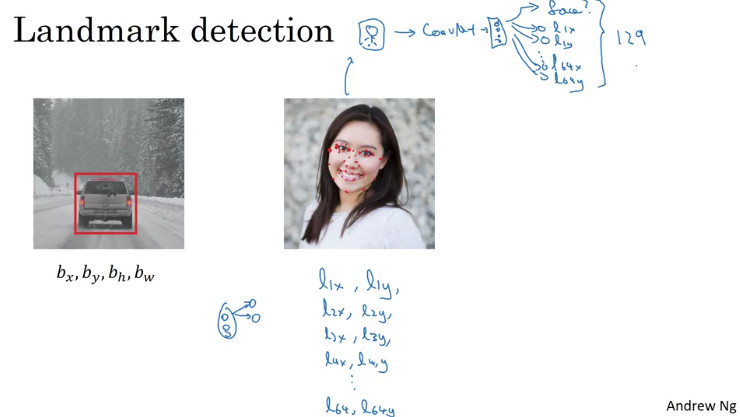 Landmark detection
→ ConvNet →
face?
l1x
l1y
⋮
l64x
l64y
129
bx, by, bh, bw
l1x, l1y,
l2x, l2y,
l3x, l3y,
l4x, l4y
⋮
l64, l64y
Andrew Ng